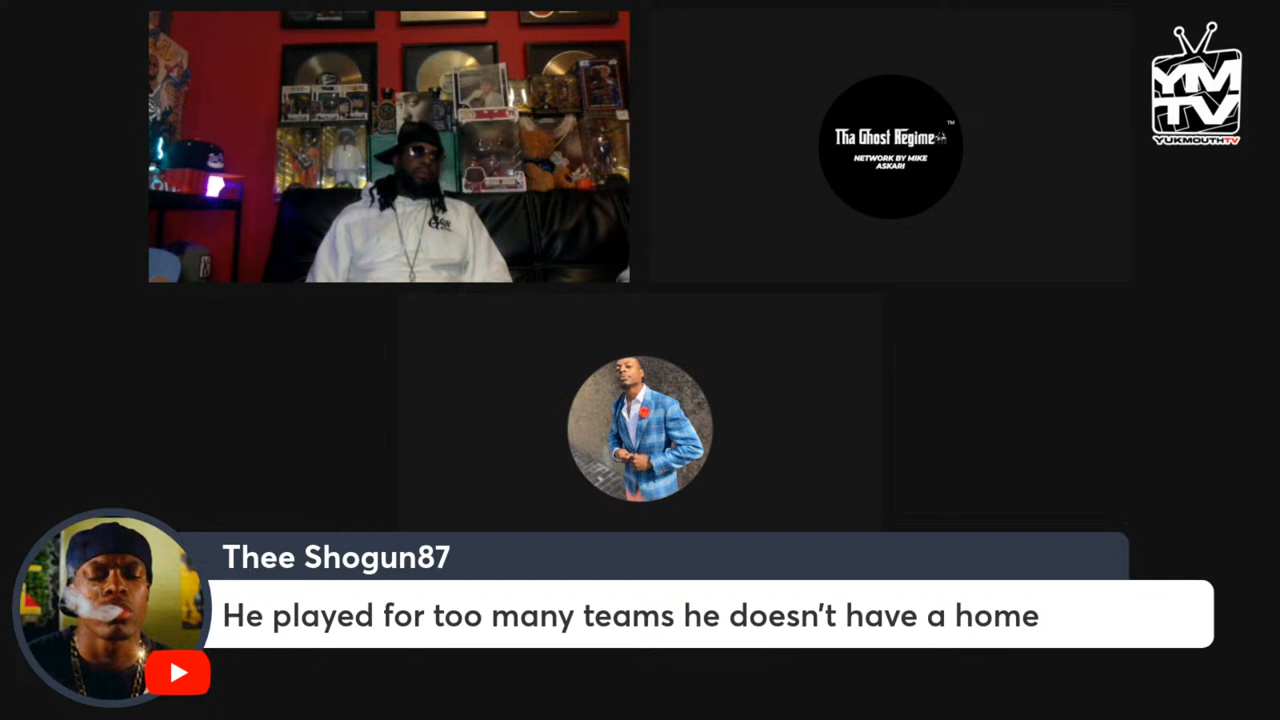 YM
TV
YUKMOUTHTV
Tha Ghost Regime
TM
NETWORK BY MIKE
ASKARI
Thee Shogun87
He played for too many teams he doesn't have a home